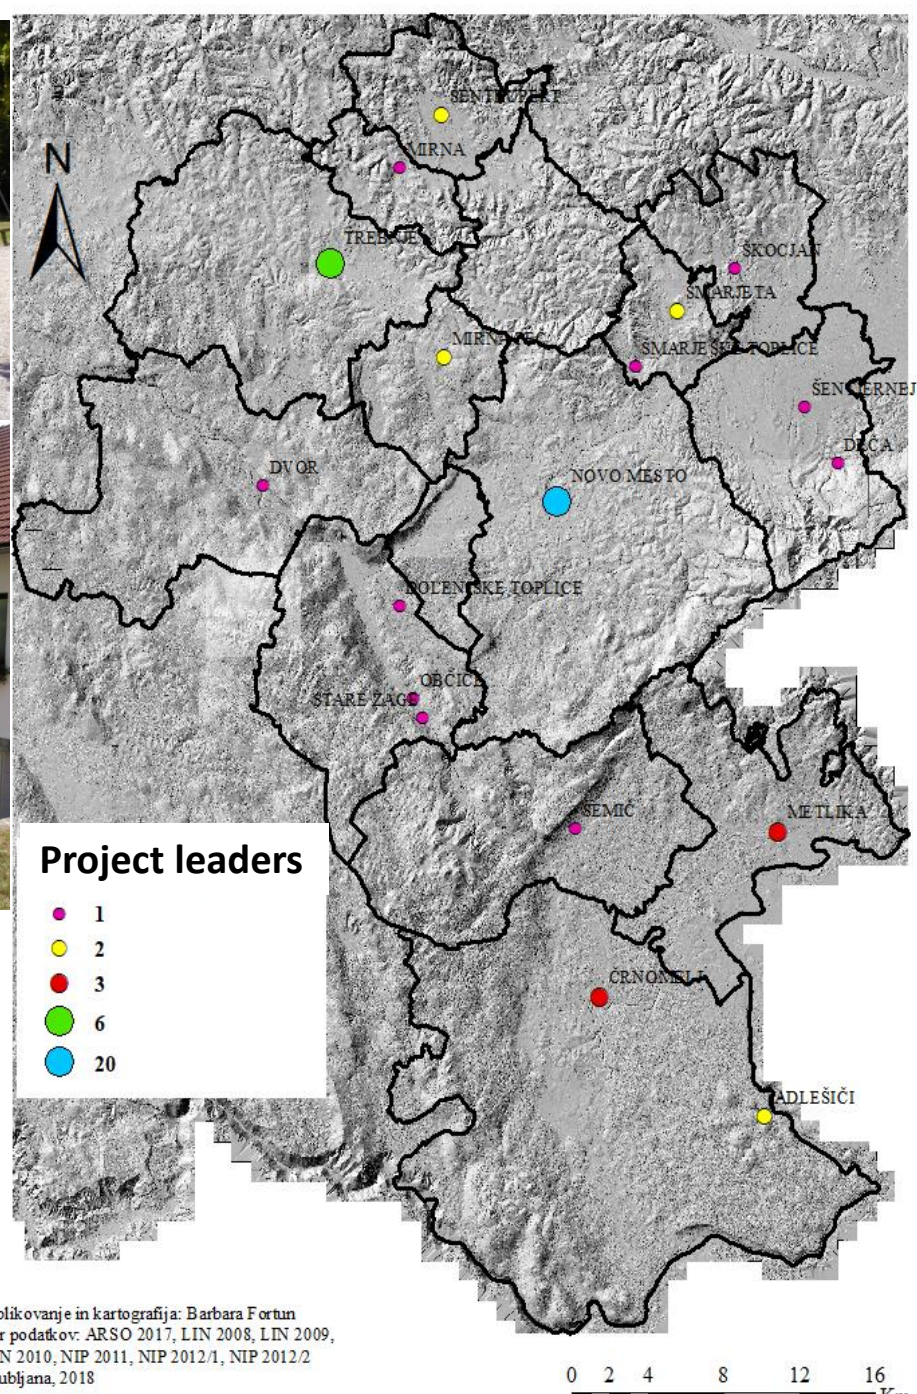 N
ŠENTRUPERT
MIRNA
TREBNJE
ŠKOCJAN
ŠMARJETA
MIRNA PEČ
ŠMARJEŠKE TOPLICE
ŠENTJERNEJ
DRČA
DVOR
NOVO MESTO
DOLENJSKE TOPLICE
OBČICE
STARE ŽAGE
SEMIČ
METLIKA
Project leaders
1
2
3
6
20
ČRNOMELJ
ADLEŠIČI
blikovanje in kartografija: Barbara Fortun
r podatkov: ARSO 2017, LIN 2008, LIN 2009,
N 2010, NIP 2011, NIP 2012/1, NIP 2012/2
ubljana, 2018
0 2 4 8 12 16
Km